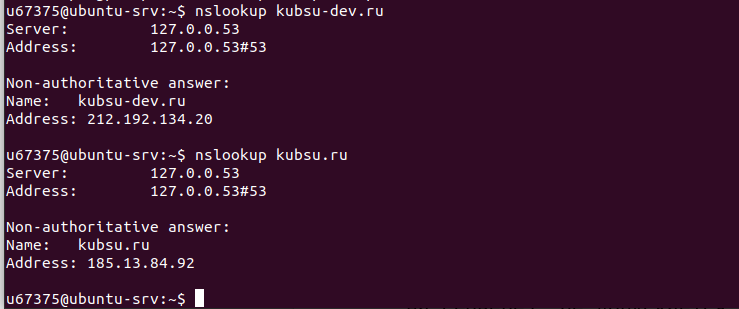 u67375@ubuntu-srv:~$ nslookup kubsu-dev.ru
Server:         127.0.0.53
Address:        127.0.0.53#53

Non-authoritative answer:
Name:   kubsu-dev.ru
Address: 212.192.134.20

u67375@ubuntu-srv:~$ nslookup kubsu.ru
Server:         127.0.0.53
Address:        127.0.0.53#53

Non-authoritative answer:
Name:   kubsu.ru
Address: 185.13.84.92

u67375@ubuntu-srv:~$